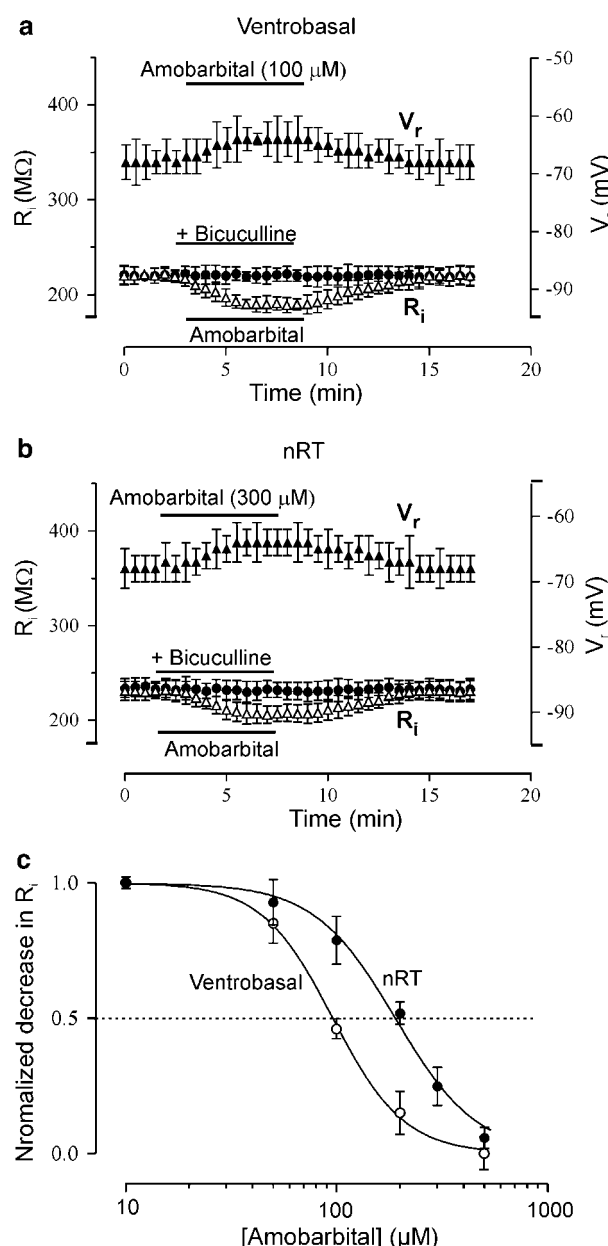 a
Ventrobasal
Amobarbital (100 µM)
-50
400
-60
Vr
Ri (MΩ)
-70
Vr (mV)
300
-80
+ Bicuculline
200
-90
Ri
Amobarbital
0 5 10 15 20
Time (min)
b
nRT
Amobarbital (300 µM)
400
-60
Vr
Ri (MΩ)
-70
Vr (mV)
300
-80
+ Bicuculline
200
-90
Ri
Amobarbital
0 5 10 15 20
Time (min)
c
Nromalized decrease in Ri
1.0
Ventrobasal
nRT
0.5
0.0
10 100 1000
[Amobarbital] (µM)